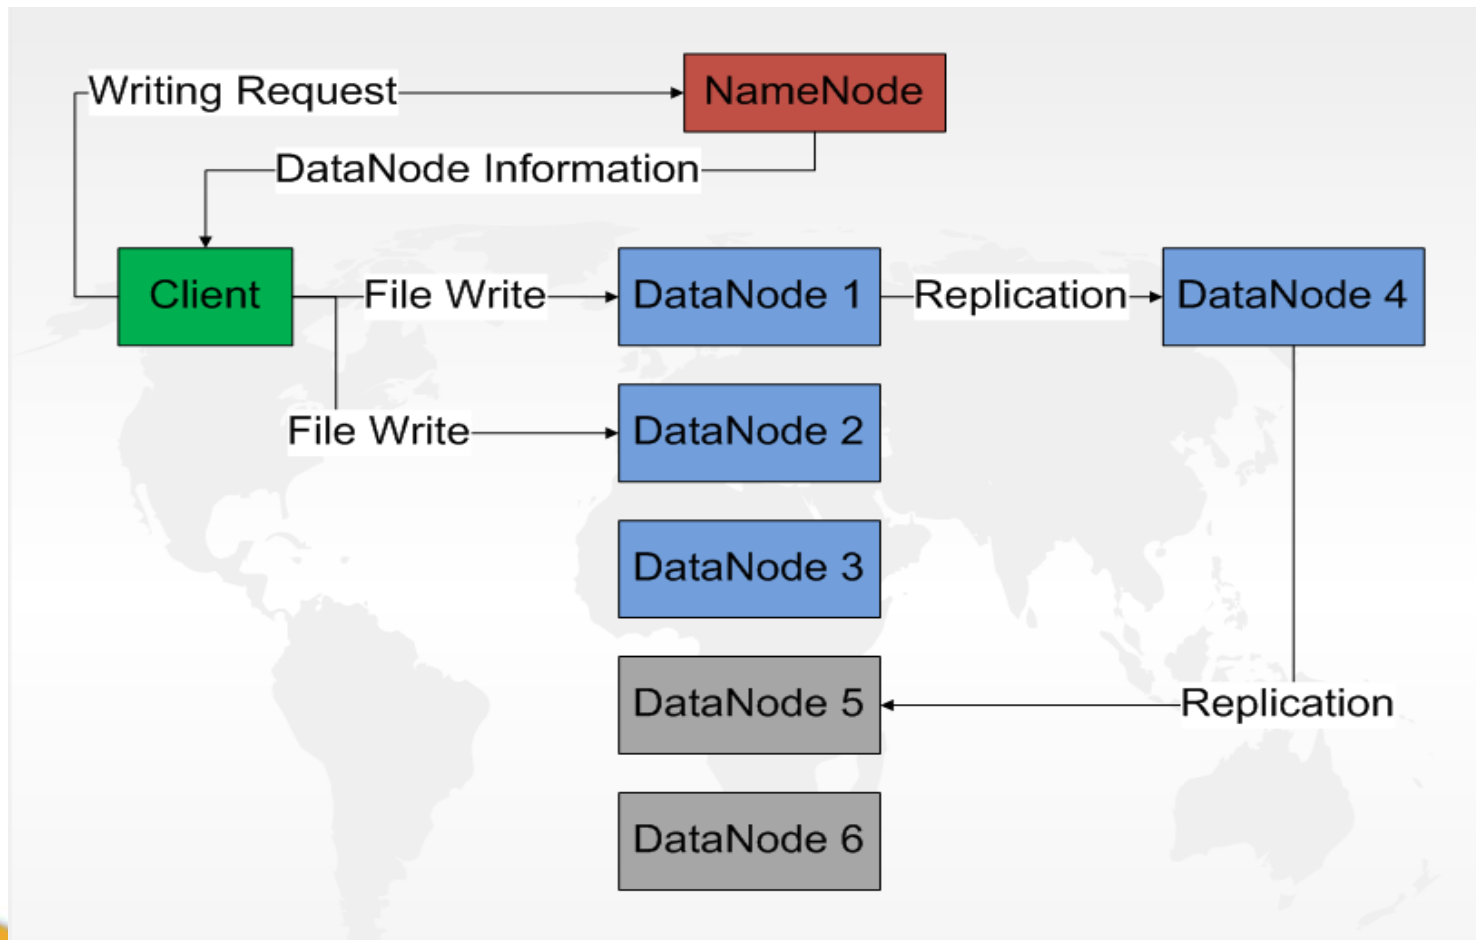 Writing Request
NameNode
DataNode Information
Client
File Write
DataNode 1
Replication
DataNode 4
File Write
DataNode 2
DataNode 3
DataNode 5
Replication
DataNode 6